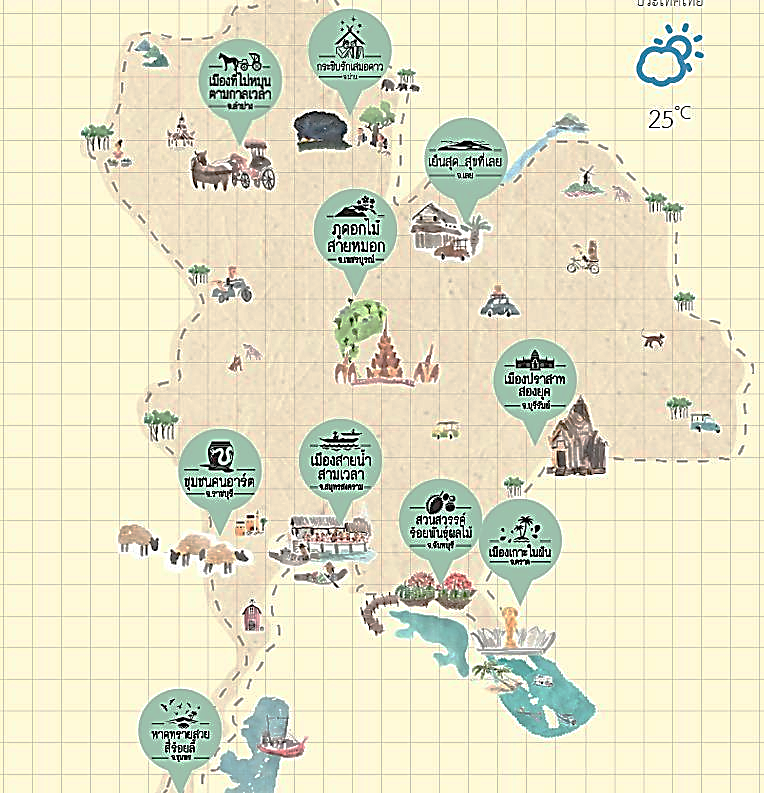 ประเทศไทย
25°C
กระซิบรักเสมอดาว
จ.น่าน
เมืองที่ไม่หมุน
ตามกาลเวลา
จ.ลำปาง
เย็นสุด...สุขที่เลย
จ.เลย
ภูดอกไม้
สายหมอก
จ.เพชรบูรณ์
เมืองปราสาท
สองยุค
จ.บุรีรัมย์
เมืองสายน้ำ
สามเวลา
จ.สมุทรสงคราม
ชุมชนคนอาร์ต
จ.ราชบุรี
สวนสวรรค์
ร้อยพันธุ์ผลไม้
จ.จันทบุรี
เมืองเกาะในฝัน
จ.ตราด
หาดทรายสวย
สี่ร้อยลี้
จ.ชุมพร